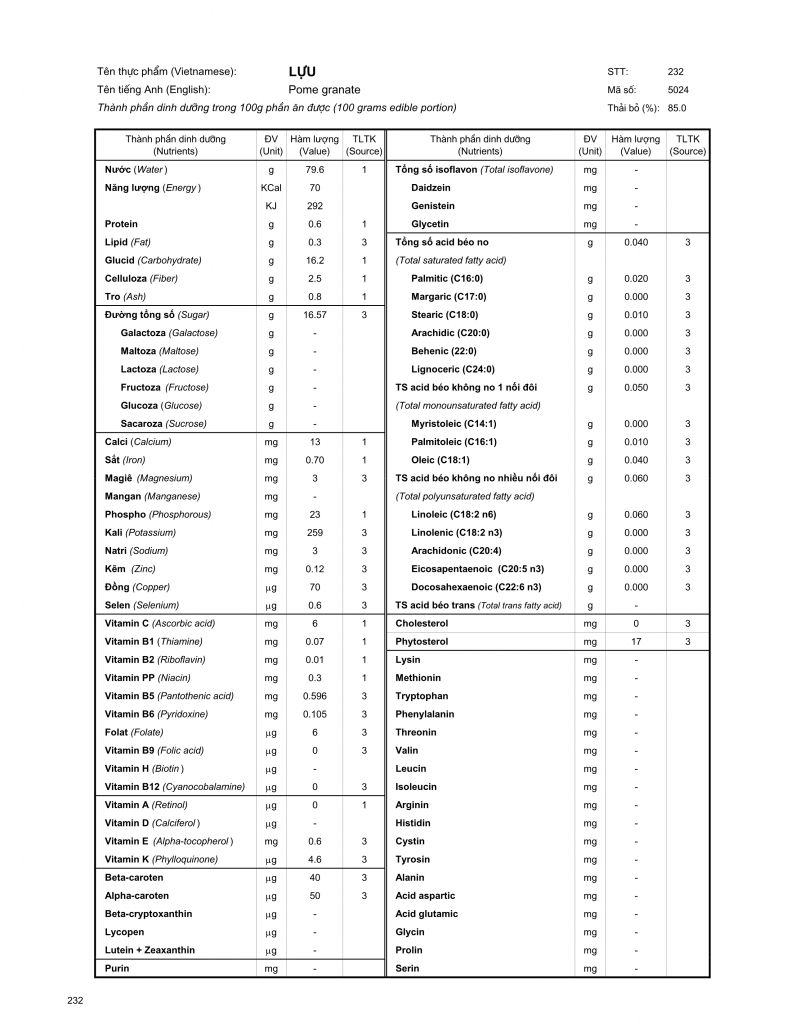 Tên thực phẩm (Vietnamese): LỰU STT: 232
Tên tiếng Anh (English): Pome granate Mã số: 5024
Thành phần dinh dưỡng trong 100g phần ăn được (100 grams edible portion) Thải bỏ (%): 85.0
Thành phần dinh dưỡng ĐV Hàm lượng TLTK Thành phần dinh dưỡng ĐV Hàm lượng TLTK
(Nutrients) (Unit) (Value) (Source) (Nutrients) (Unit) (Value) (Source)
Nước (Water ) g 79.6 1 Tổng số isoflavon (Total isoflavone) mg -
Năng lượng (Energy ) KCal 70 Daidzein mg -
KJ 292 Genistein mg -
Protein g 0.6 1 Glycetin mg -
Lipid (Fat) g 0.3 3 Tổng số acid béo no g 0.040 3
Glucid (Carbohydrate) g 16.2 1 (Total saturated fatty acid)
Celluloza (Fiber) g 2.5 1 Palmitic (C16:0) g 0.020 3
Tro (Ash) g 0.8 1 Margaric (C17:0) g 0.000 3
Đường tổng số (Sugar) g 16.57 3 Stearic (C18:0) g 0.010 3
Galactoza (Galactose) g - Arachidic (C20:0) g 0.000 3
Maltoza (Maltose) g - Behenic (22:0) g 0.000 3
Lactoza (Lactose) g - Lignoceric (C24:0) g 0.000 3
Fructoza (Fructose) g - TS acid béo không no 1 nối đôi g 0.050 3
Glucoza (Glucose) g - (Total monounsaturated fatty acid)
Sacaroza (Sucrose) g - Myristoleic (C14:1) g 0.000 3
Calci (Calcium) mg 13 1 Palmitoleic (C16:1) g 0.010 3
Sắt (Iron) mg 0.70 1 Oleic (C18:1) g 0.040 3
Magiê (Magnesium) mg 3 3 TS acid béo không no nhiều nối đôi g 0.060 3
Mangan (Manganese) mg - (Total polyunsaturated fatty acid)
Phospho (Phosphorous) mg 23 1 Linoleic (C18:2 n6) g 0.060 3
Kali (Potassium) mg 259 3 Linolenic (C18:2 n3) g 0.000 3
Natri (Sodium) mg 3 3 Arachidonic (C20:4) g 0.000 3
Kẽm (Zinc) mg 0.12 3 Eicosapentaenoic (C20:5 n3) g 0.000 3
Đồng (Copper) μg 70 3 Docosahexaenoic (C22:6 n3) g 0.000 3
Selen (Selenium) μg 0.6 3 TS acid béo trans (Total trans fatty acid) g -
Vitamin C (Ascorbic acid) mg 6 1 Cholesterol mg 0 3
Vitamin B1 (Thiamine) mg 0.07 1 Phytosterol mg 17 3
Vitamin B2 (Riboflavin) mg 0.01 1 Lysin mg -
Vitamin PP (Niacin) mg 0.3 1 Methionin mg -
Vitamin B5 (Pantothenic acid) mg 0.596 3 Tryptophan mg -
Vitamin B6 (Pyridoxine) mg 0.105 3 Phenylalanin mg -
Folat (Folate) μg 6 3 Threonin mg -
Vitamin B9 (Folic acid) μg 0 3 Valin mg -
Vitamin H (Biotin ) μg - Leucin mg -
Vitamin B12 (Cyanocobalamine) μg 0 3 Isoleucin mg -
Vitamin A (Retinol) μg 0 1 Arginin mg -
Vitamin D (Calciferol ) μg - Histidin mg -
Vitamin E (Alpha-tocopherol ) mg 0.6 3 Cystin mg -
Vitamin K (Phylloquinone) μg 4.6 3 Tyrosin mg -
Beta-caroten μg 40 3 Alanin mg -
Alpha-caroten μg 50 3 Acid aspartic mg -
Beta-cryptoxanthin μg - Acid glutamic mg -
Lycopen μg - Glycin mg -
Lutein + Zeaxanthin μg - Prolin mg -
Purin mg - Serin mg -
232